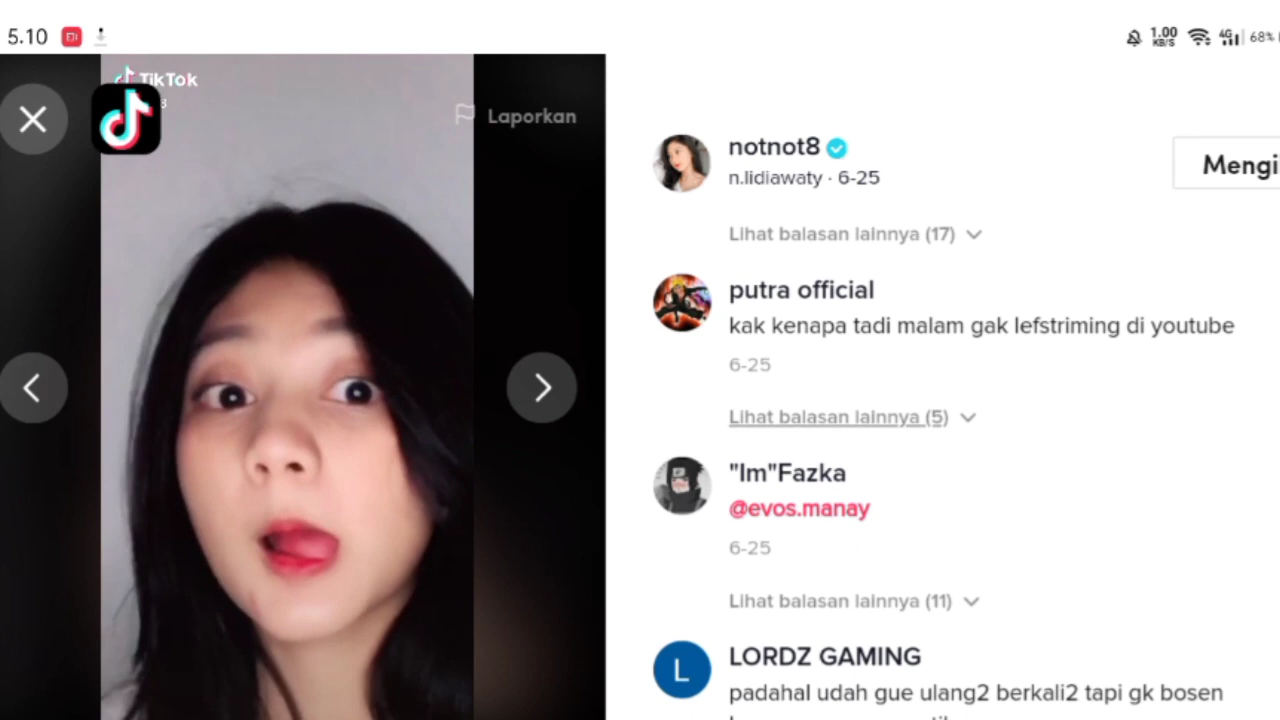 5.10
1.00
KB/S
4G
68%
TikTok
8
Laporkan
notnot8
n.lidiawaty · 6-25
Mengi
Lihat balasan lainnya (17)
putra official
kak kenapa tadi malam gak lefstriming di youtube
6-25
Lihat balasan lainnya (5)
"Im"Fazka
@evos.manay
6-25
Lihat balasan lainnya (11)
L
LORDZ GAMING
padahal udah gue ulang2 berkali2 tapi gk bosen